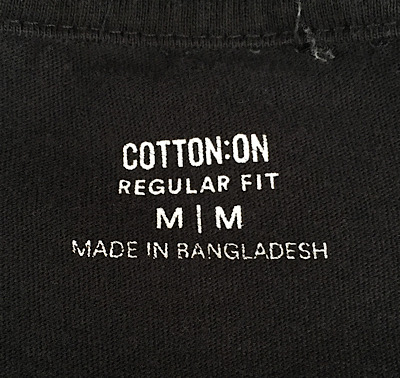 COTTON:ON
REGULAR FIT
M | M
MADE IN BANGLADESH